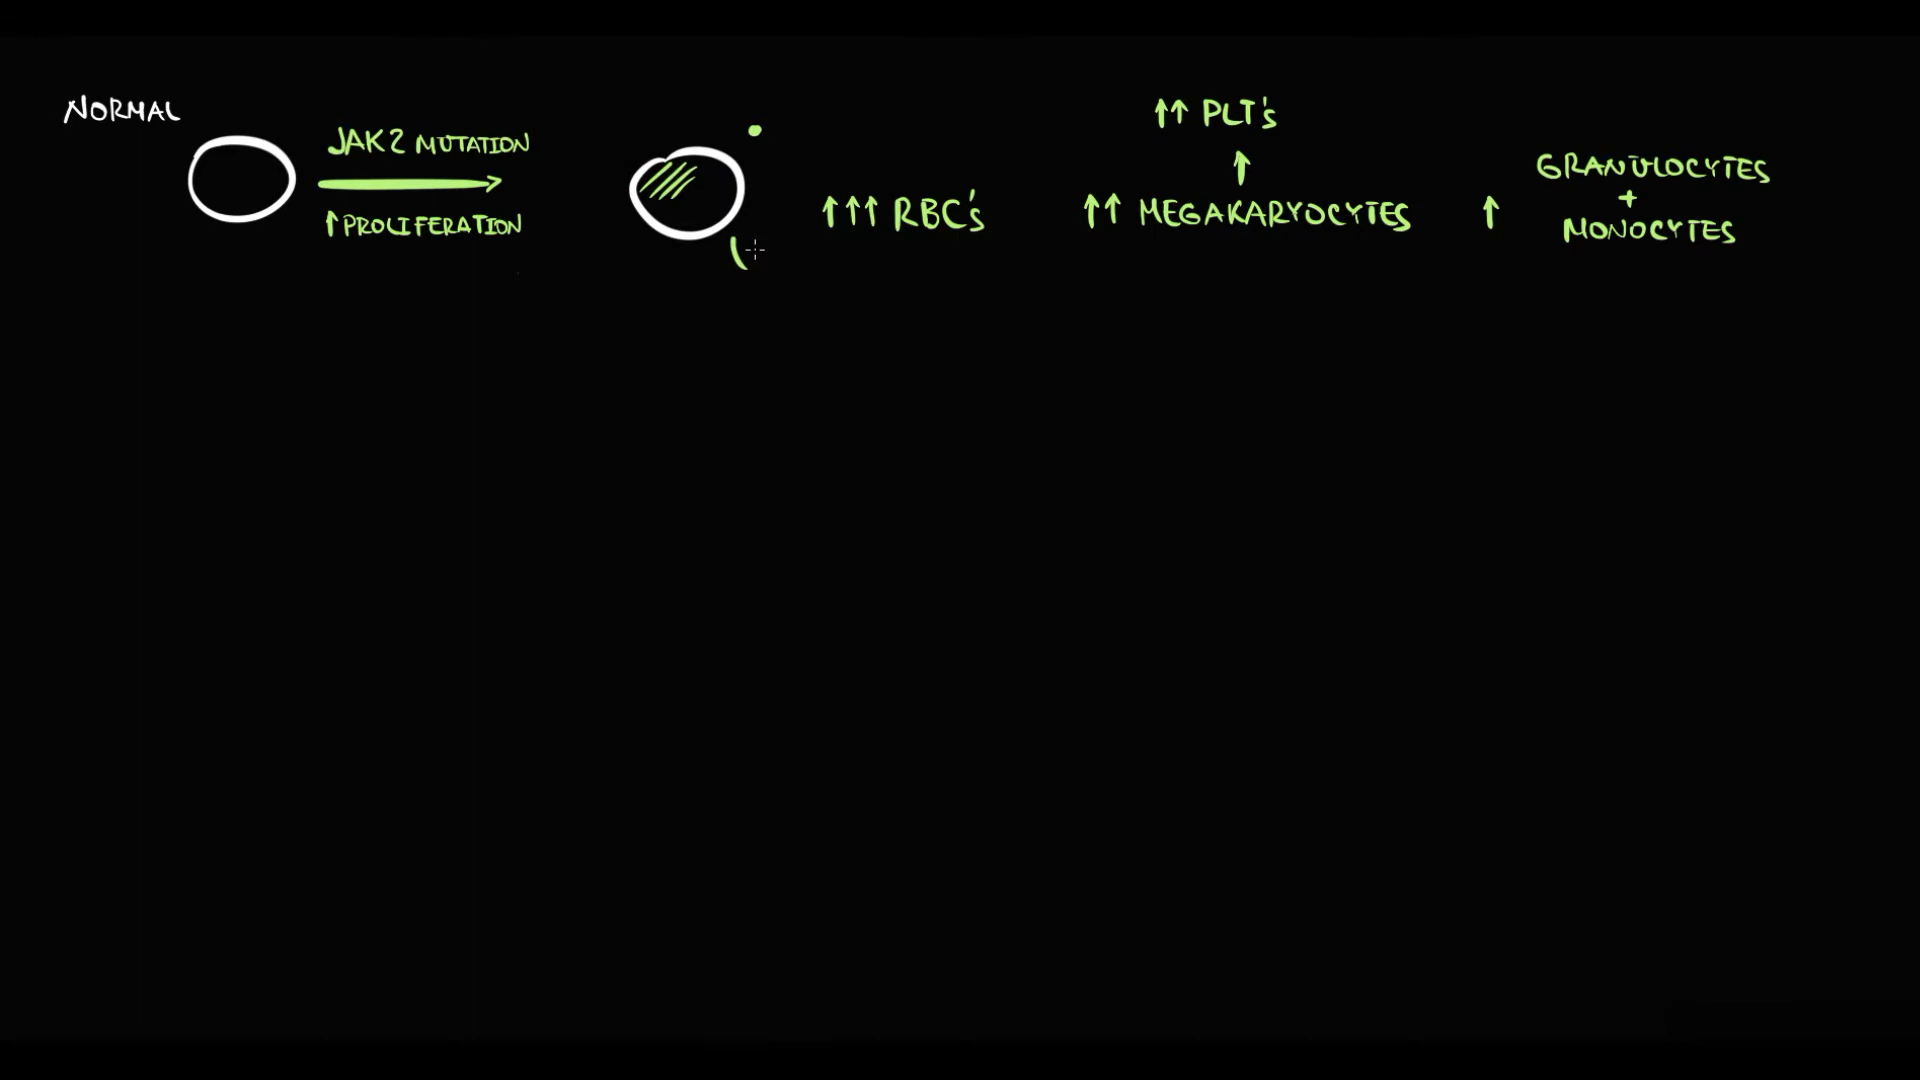 NORMAL
JAK2 MUTATION
↑PROLIFERATION
↑↑↑ RBC's
↑↑ PLT's
↑
↑↑ MEGAKARYOCYTES
↑
GRANULOCYTES
+
MONOCYTES